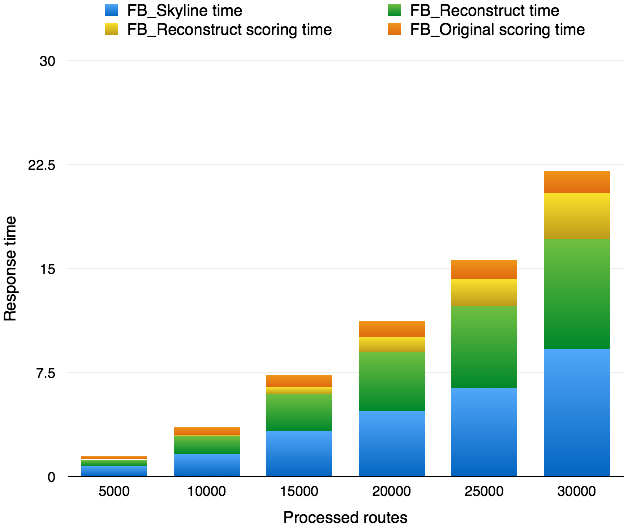 FB_Skyline time FB_Reconstruct time
FB_Reconstruct scoring time FB_Original scoring time
30
22.5
15
7.5
0
Response time
5000 10000 15000 20000 25000 30000
Processed routes